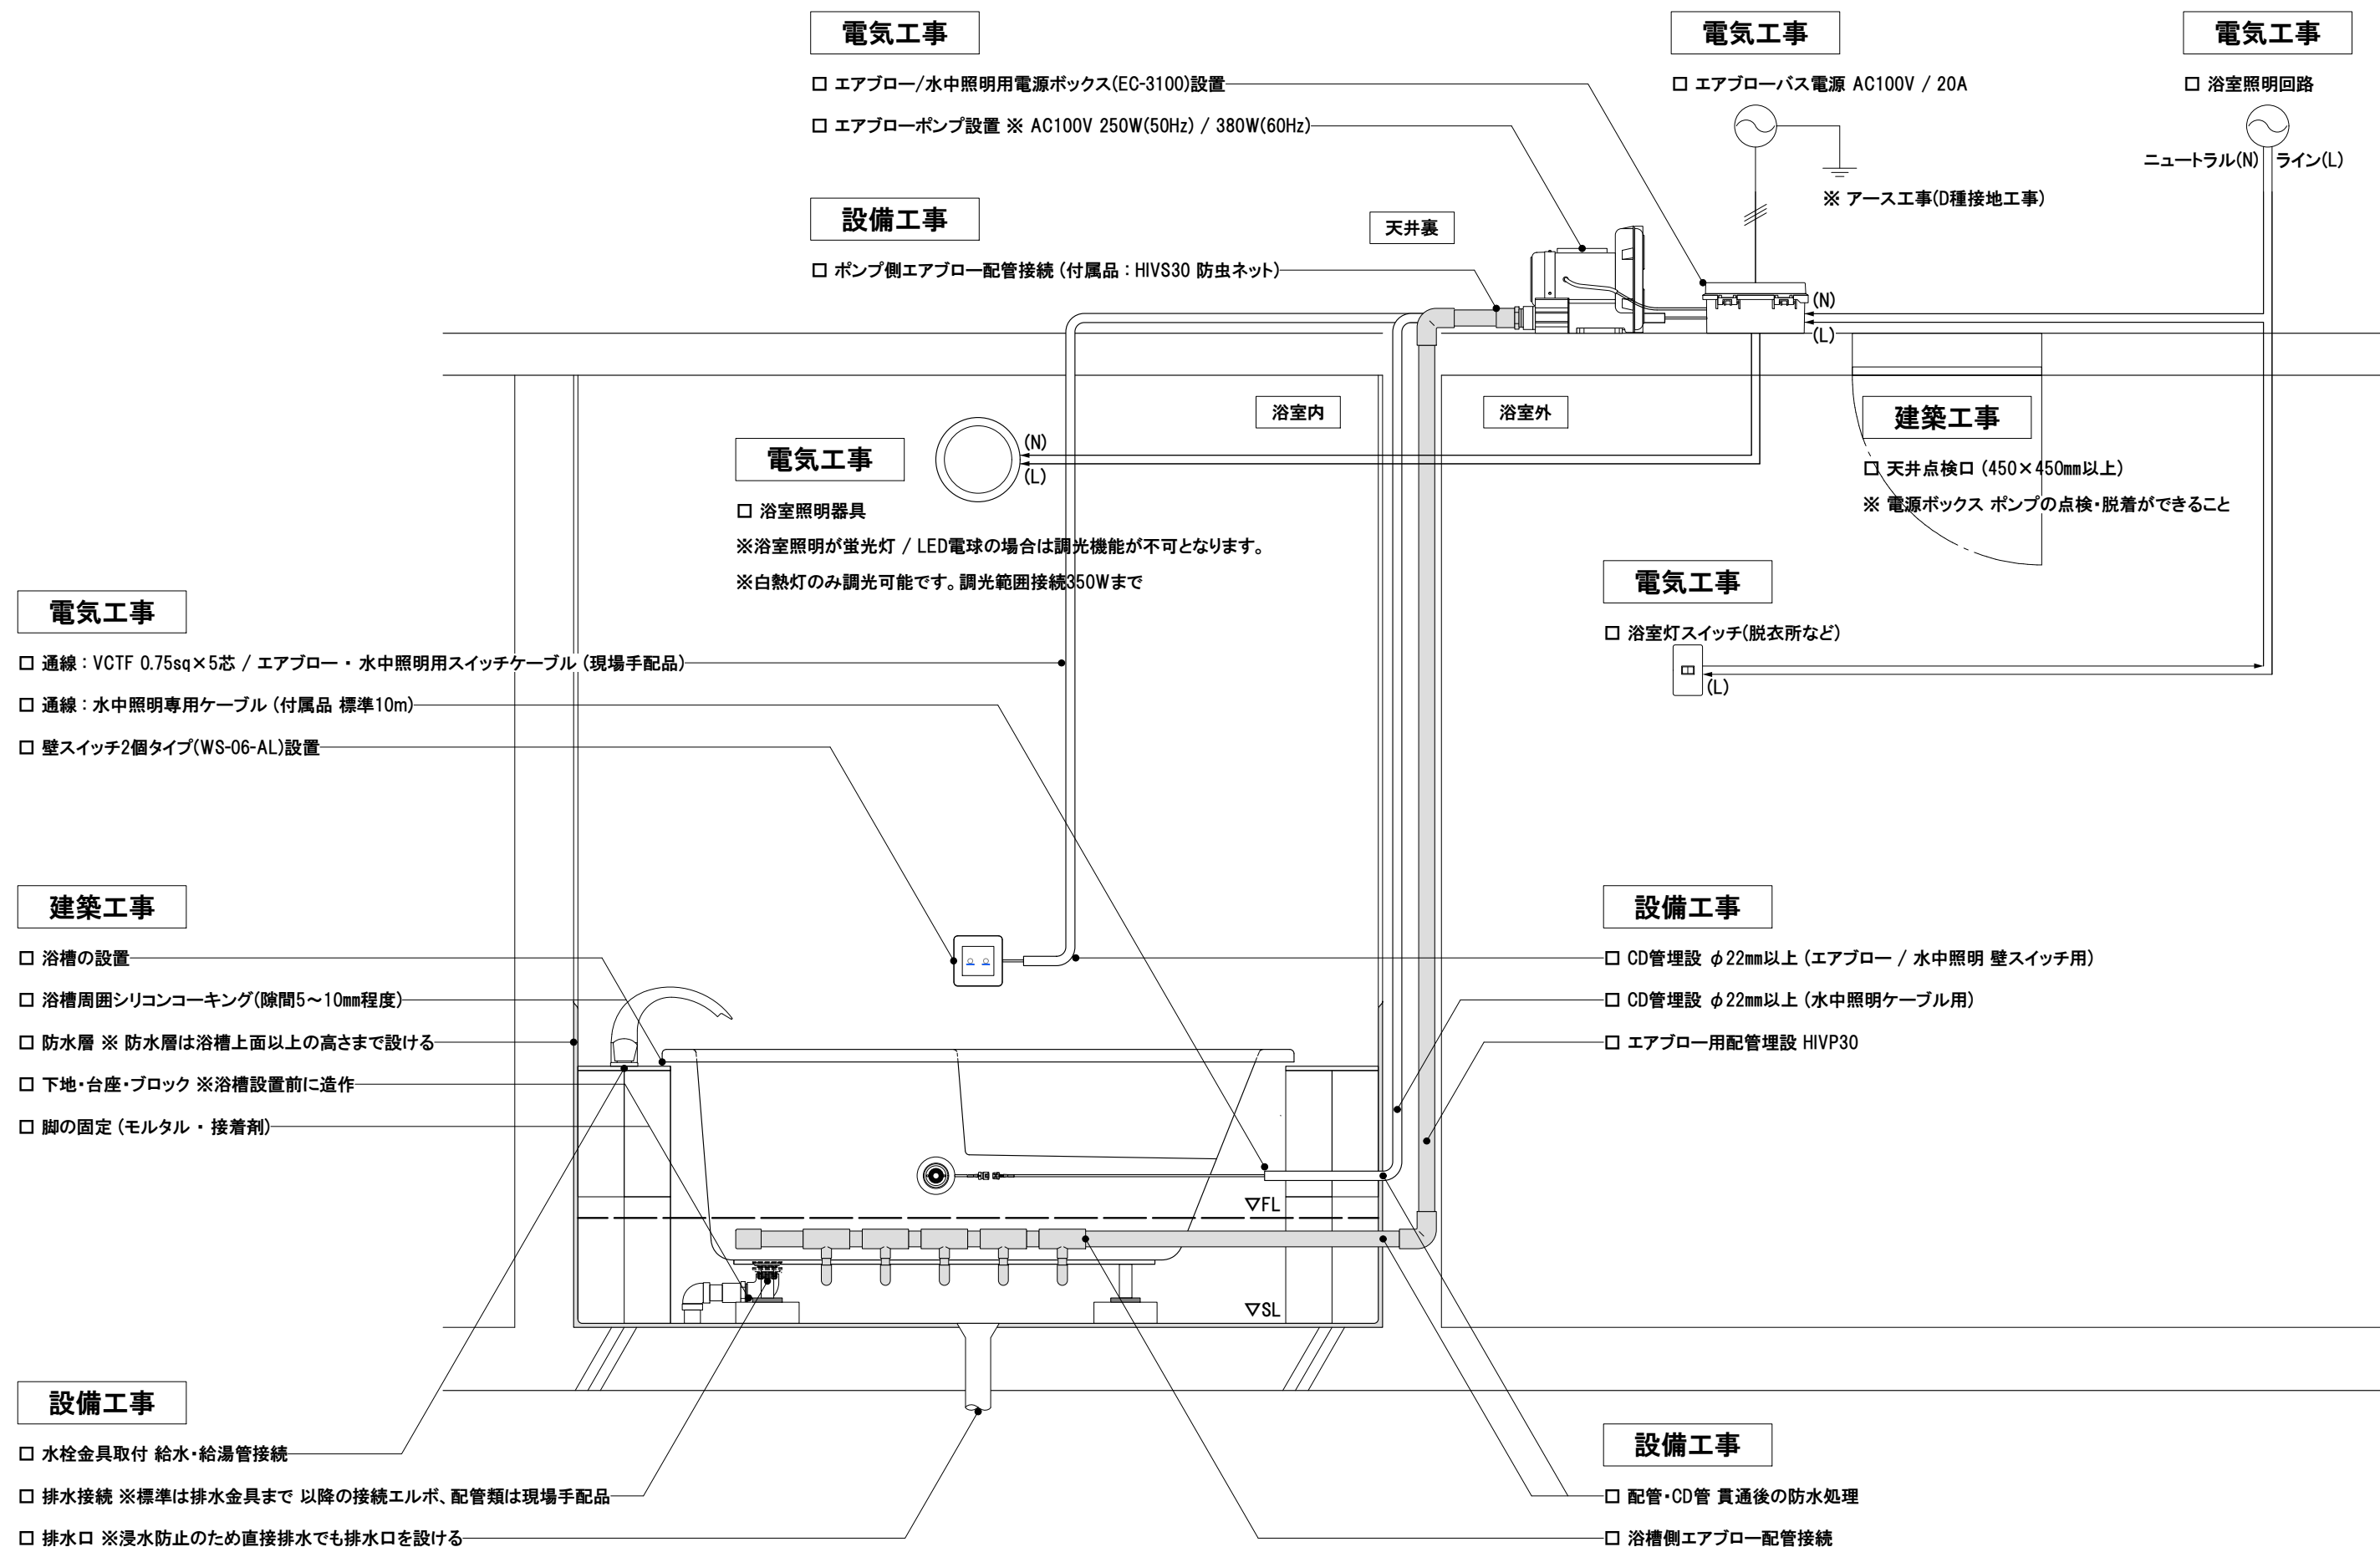 電気工事
□ エアブロー/水中照明用電源ボックス(EC-3100)設置
□ エアブローポンプ設置 ※ AC100V 250W(50Hz) / 380W(60Hz)
設備工事
□ ポンプ側エアブロー配管接続 (付属品 : HIVS30 防虫ネット)
天井裏
電気工事
□ エアブローバス電源 AC100V / 20A
※ アース工事(D種接地工事)
電気工事
□ 浴室照明回路
ニュートラル(N) ライン(L)
(N)
(L)
浴室内
浴室外
建築工事
□ 天井点検口 (450×450mm以上)
※ 電源ボックス ポンプの点検・脱着ができること
電気工事
(N)
(L)
□ 浴室照明器具
※浴室照明が蛍光灯 / LED電球の場合は調光機能が不可となります。
※白熱灯のみ調光可能です。調光範囲接続350Wまで
電気工事
□ 浴室灯スイッチ(脱衣所など)
(L)
電気工事
□ 通線 : VCTF 0.75sq×5芯 / エアブロー ・ 水中照明用スイッチケーブル (現場手配品)
□ 通線 : 水中照明専用ケーブル (付属品 標準10m)
□ 壁スイッチ2個タイプ(WS-06-AL)設置
建築工事
□ 浴槽の設置
□ 浴槽周囲シリコンコーキング(隙間5～10mm程度)
□ 防水層 ※ 防水層は浴槽上面以上の高さまで設ける
□ 下地・台座・ブロック ※浴槽設置前に造作
□ 脚の固定 (モルタル ・ 接着剤)
設備工事
□ CD管埋設 φ22mm以上 (エアブロー / 水中照明 壁スイッチ用)
□ CD管埋設 φ22mm以上 (水中照明ケーブル用)
□ エアブロー用配管埋設 HIVP30
▽FL
▽SL
設備工事
□ 水栓金具取付 給水・給湯管接続
□ 排水接続 ※標準は排水金具まで 以降の接続エルボ、配管類は現場手配品
□ 排水口 ※浸水防止のため直接排水でも排水口を設ける
設備工事
□ 配管・CD管 貫通後の防水処理
□ 浴槽側エアブロー配管接続